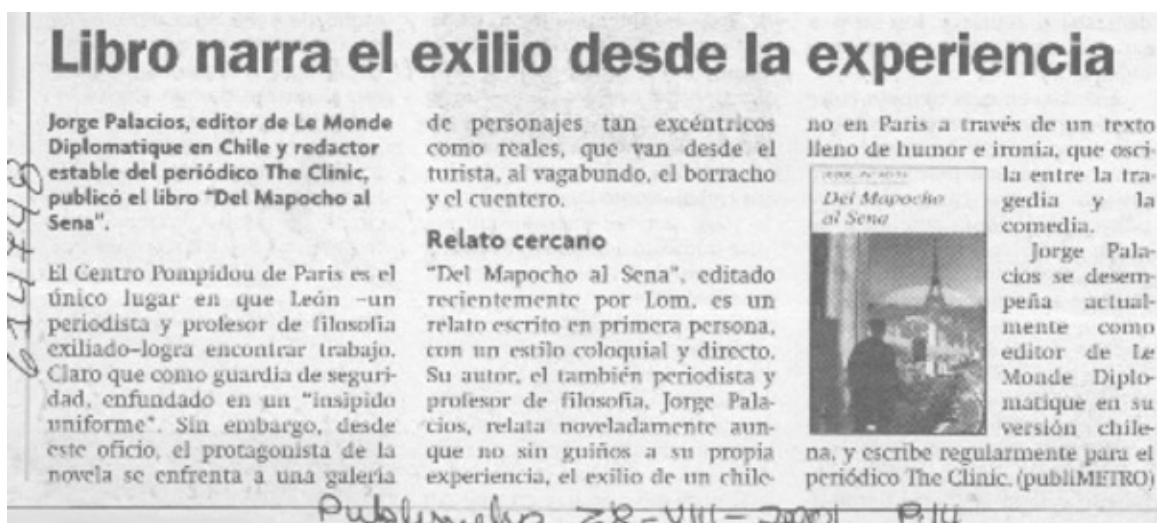 Libro narra el exilio desde la experiencia
Jorge Palacios, editor de Le Monde
Diplomatique en Chile y redactor
estable del periódico The Clinic,
publicó el libro "Del Mapocho al
Sena".
El Centro Pompidou de Paris es el
único lugar en que León –un
periodista y profesor de filosofía
exiliado–logra encontrar trabajo.
Claro que como guardia de seguri-
dad, enfundado en un "insípido
uniforme". Sin embargo, desde
este oficio, el protagonista de la
novela se enfrenta a una galería
de personajes tan excéntricos
como reales, que van desde el
turista, al vagabundo, el borracho
y el cuentero.
Relato cercano
"Del Mapocho al Sena", editado
recientemente por Lom, es un
relato escrito en primera persona,
con un estilo coloquial y directo.
Su autor, el también periodista y
profesor de filosofía, Jorge Pala-
cios, relata noveladamente aun-
que no sin guiños a su propia
experiencia, el exilio de un chile-
no en Paris a través de un texto
lleno de humor e ironía, que osci-
la entre la tra-
gedia y la
comedia.
Jorge Pala-
cios se desem-
peña actual-
mente como
editor de Le
Monde Diplo-
matique en su
versión chile-
na, y escribe regularmente para el
periódico The Clinic. (publiMETRO)
Del Mapocho
al Sena
Publimetro 28-VIII-2001 P.14